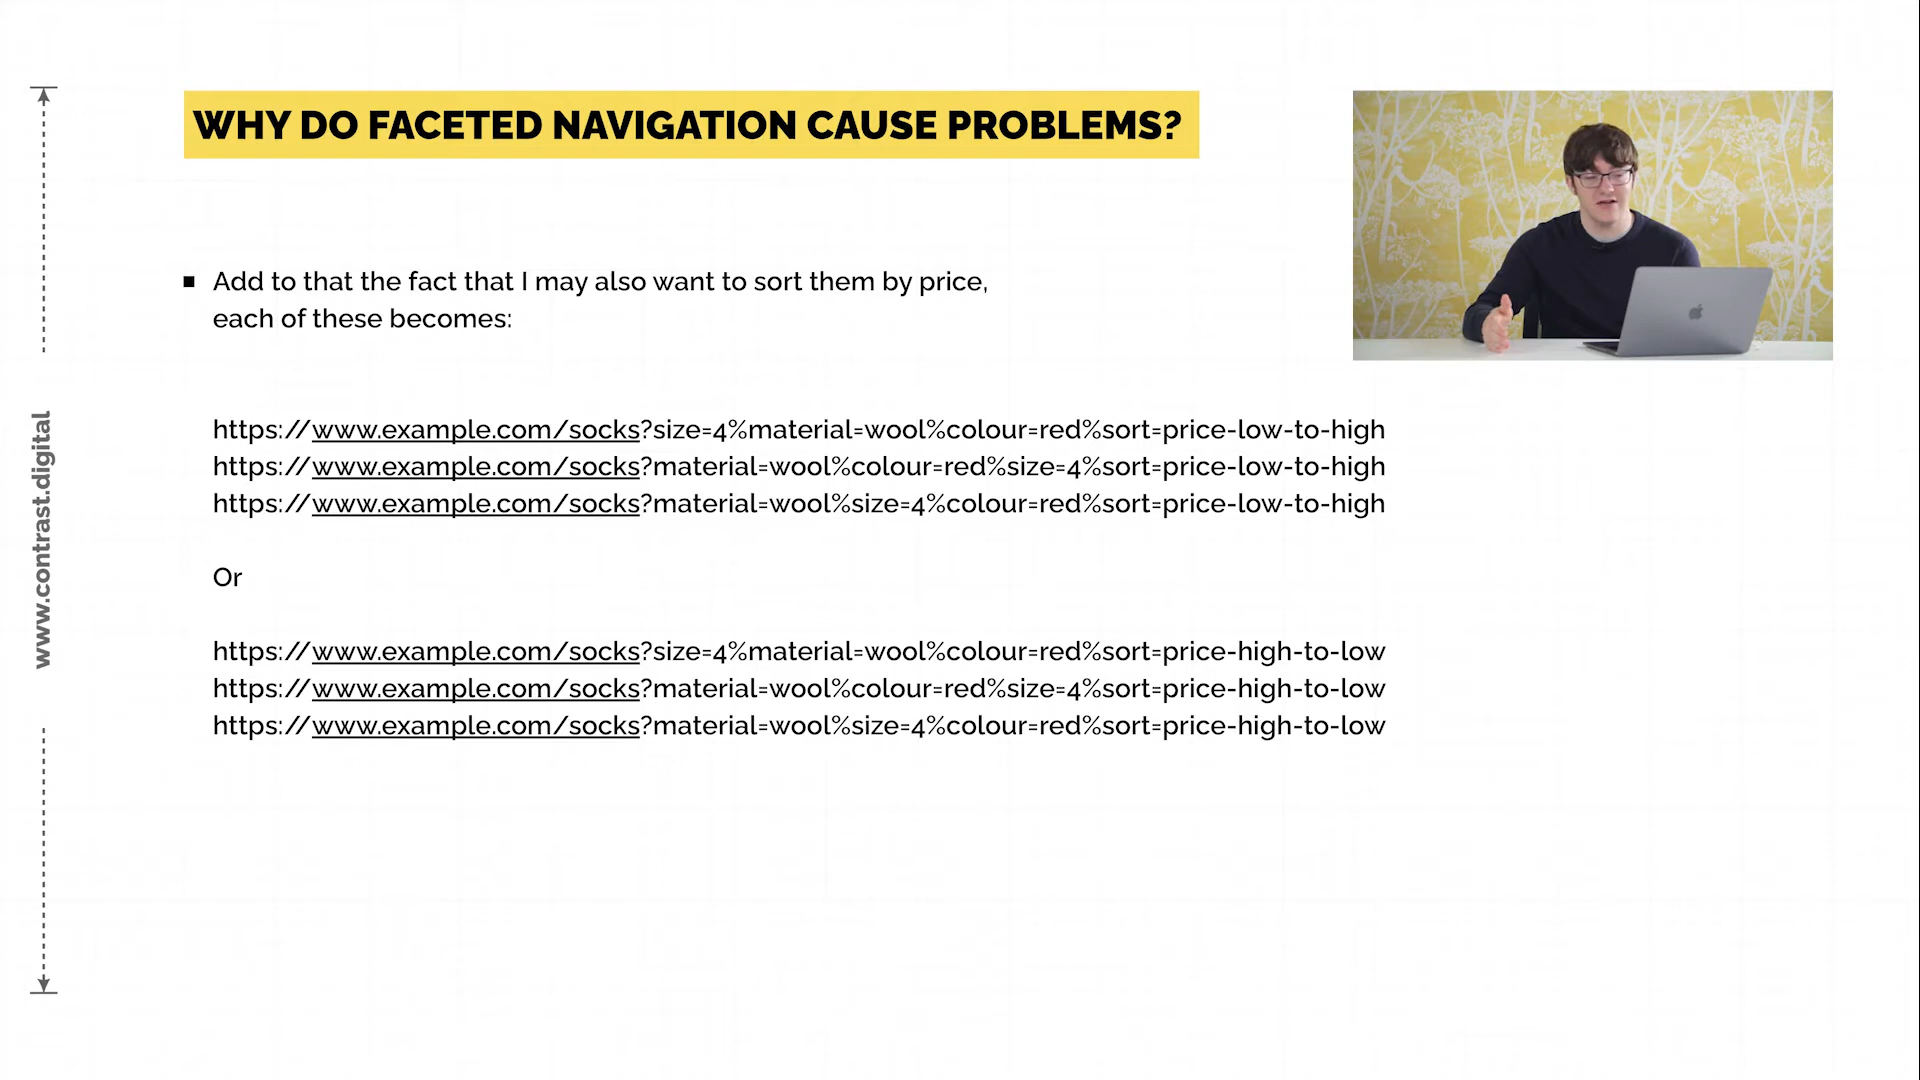 WHY DO FACETED NAVIGATION CAUSE PROBLEMS?
Add to that the fact that I may also want to sort them by price,
each of these becomes:
https://www.example.com/socks?size=4%material=wool%colour=red%sort=price-low-to-high
https://www.example.com/socks?material=wool%colour=red%size=4%sort=price-low-to-high
https://www.example.com/socks?material=wool%size=4%colour=red%sort=price-low-to-high
Or
https://www.example.com/socks?size=4%material=wool%colour=red%sort=price-high-to-low
https://www.example.com/socks?material=wool%colour=red%size=4%sort=price-high-to-low
https://www.example.com/socks?material=wool%size=4%colour=red%sort=price-high-to-low
www.contrast.digital